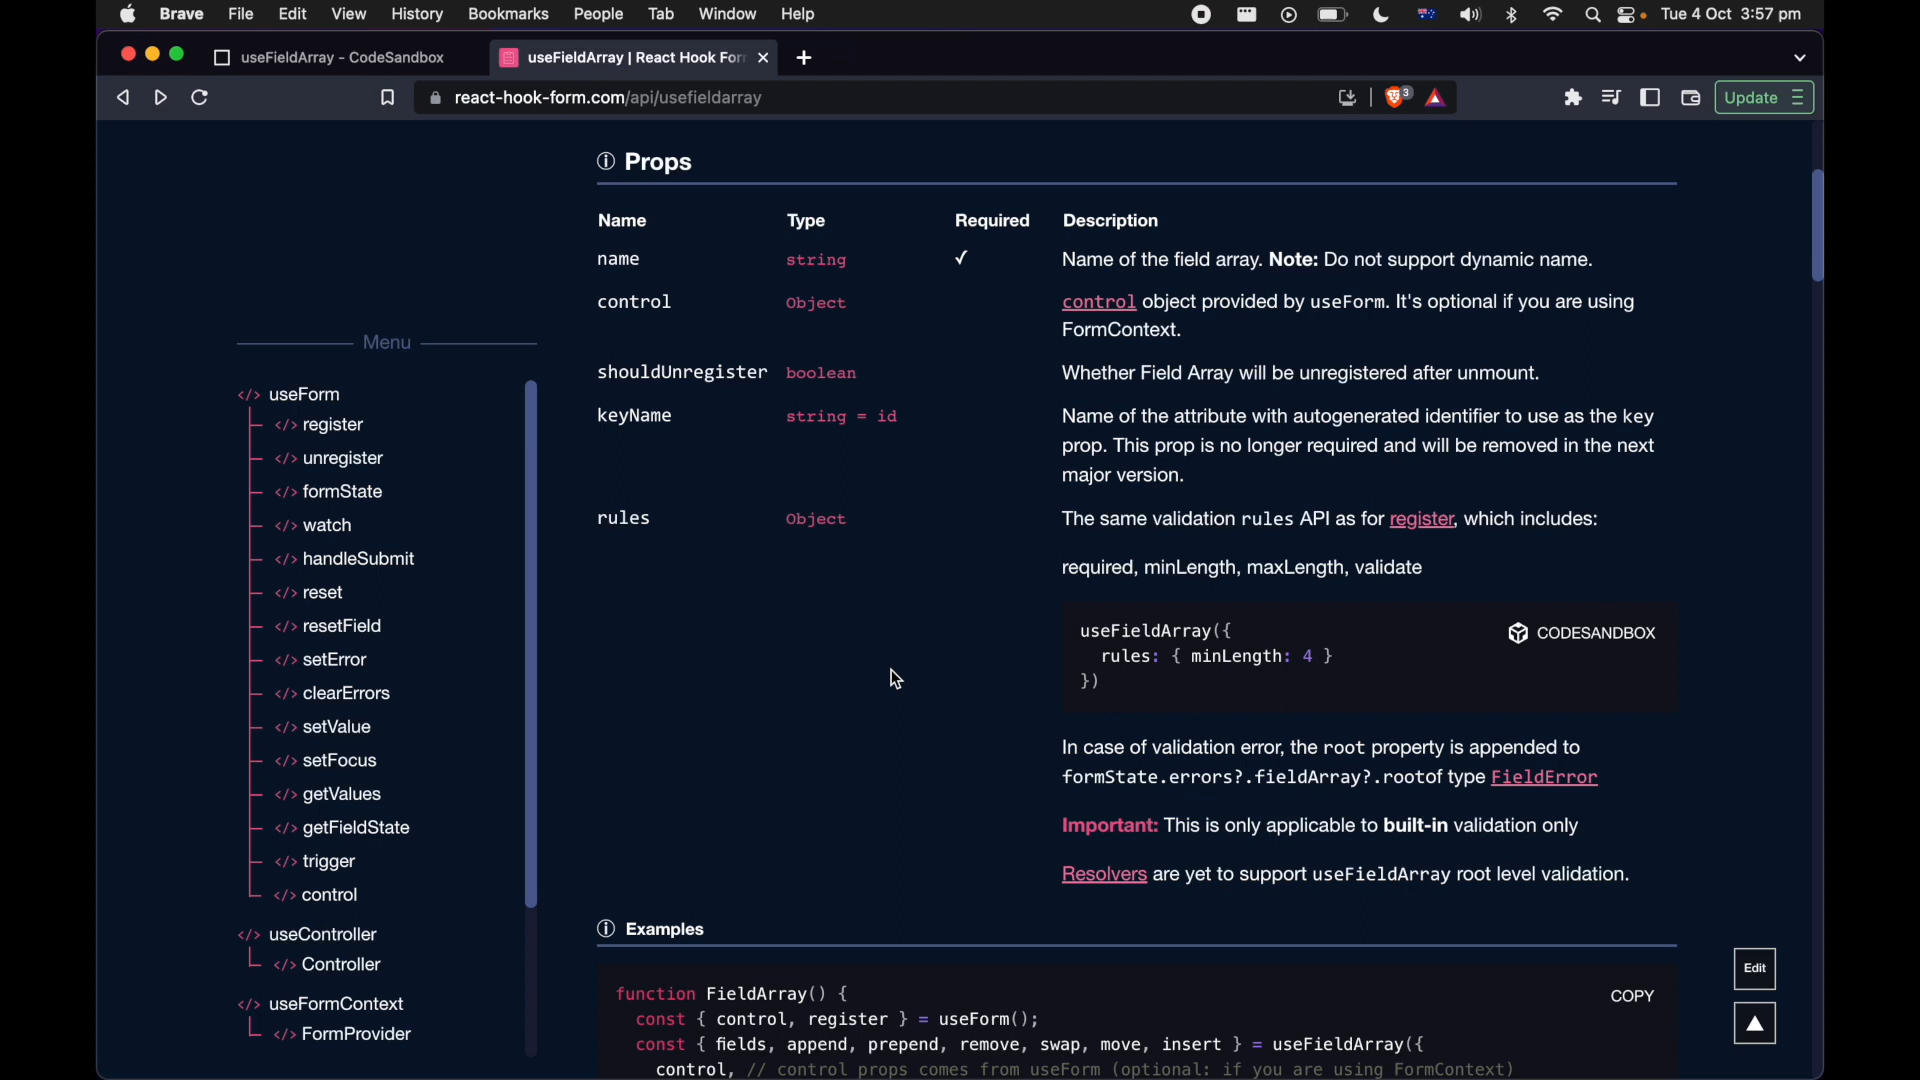 Brave File Edit View History Bookmarks People Tab Window Help Tue 4 Oct 3:57 pm
useFieldArray - CodeSandbox useFieldArray | React Hook For
react-hook-form.com/api/usefieldarray 3 Update
Props
Name Type Required Description
name string ✓ Name of the field array. Note: Do not support dynamic name.
control Object control object provided by useForm. It's optional if you are using
FormContext.
shouldUnregister boolean Whether Field Array will be unregistered after unmount.
keyName string = id Name of the attribute with autogenerated identifier to use as the key
prop. This prop is no longer required and will be removed in the next
major version.
rules Object The same validation rules API as for register, which includes:
required, minLength, maxLength, validate
useFieldArray({ CODESANDBOX
rules: { minLength: 4 }
})
In case of validation error, the root property is appended to
formState.errors?.fieldArray?.rootof type FieldError
Important: This is only applicable to built-in validation only
Resolvers are yet to support useFieldArray root level validation.
Examples
function FieldArray() { COPY
const { control, register } = useForm();
const { fields, append, prepend, remove, swap, move, insert } = useFieldArray({
control, // control props comes from useForm (optional: if you are using FormContext)
Menu
</> useForm
</> register
</> unregister
</> formState
</> watch
</> handleSubmit
</> reset
</> resetField
</> setError
</> clearErrors
</> setValue
</> setFocus
</> getValues
</> getFieldState
</> trigger
</> control
</> useController
</> Controller
</> useFormContext
</> FormProvider
Edit